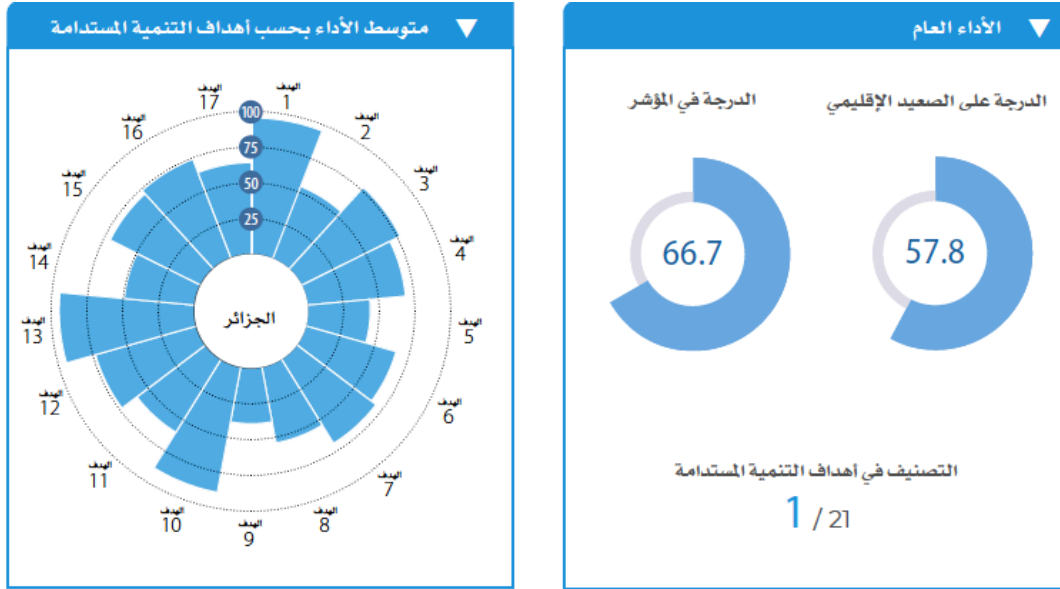 الأداء العام
الدرجة على الصعيد الإقليمي
الدرجة في المؤشر
57.8
66.7
التصنيف في أهداف التنمية المستدامة
1 / 21
متوسط الأداء بحسب أهداف التنمية المستدامة
100
75
50
25
الجزائر
الهدف
1
الهدف
2
الهدف
3
الهدف
4
الهدف
5
الهدف
6
الهدف
7
الهدف
8
الهدف
9
الهدف
10
الهدف
11
الهدف
12
الهدف
13
الهدف
14
الهدف
15
الهدف
16
الهدف
17